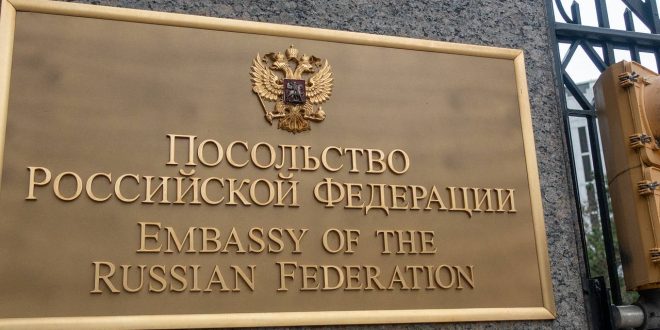 ПОСОЛЬСТВО
РОССИЙСКОЙ ФЕДЕРАЦИИ
EMBASSY OF THE
RUSSIAN FEDERATION